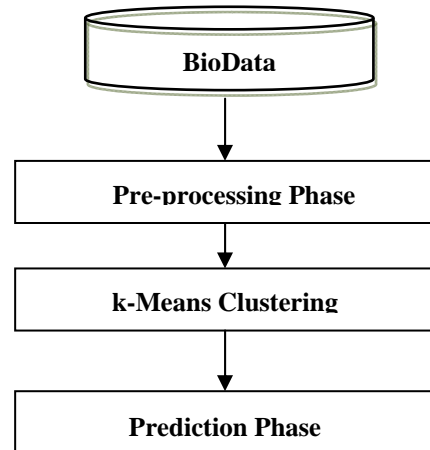 BioData
Pre-processing Phase
k-Means Clustering
Prediction Phase